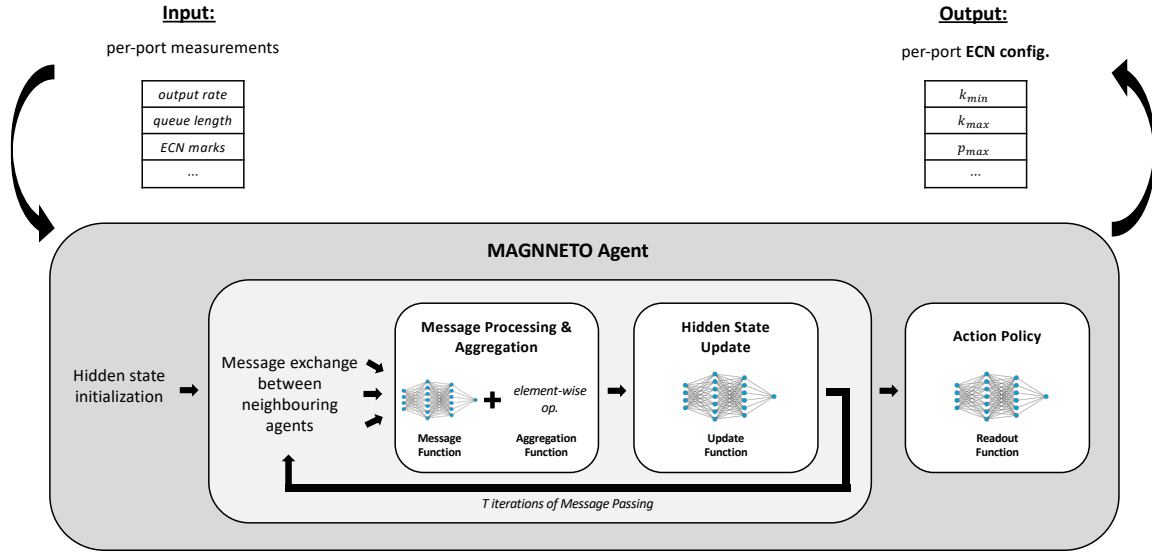 Input:
per-port measurements
output rate
queue length
ECN marks
...
Output:
per-port ECN config.
k_min
k_max
p_max
...
MAGNNETO Agent
Hidden state
initialization
Message exchange
between
neighbouring
agents
Message Processing &
Aggregation
+
element-wise
op.
Message
Function
Aggregation
Function
Hidden State
Update
Update
Function
T iterations of Message Passing
Action Policy
Readout
Function